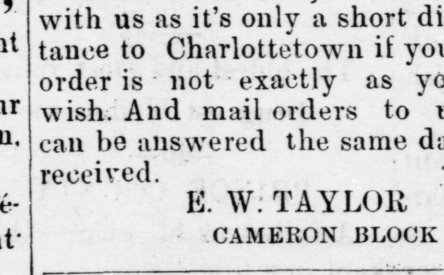 with us as it's only a short di
tance to Charlottetown if you
order is not exactly as yo
wish. And mail orders to
can be answered the same da
received.
E. W. TAYLOR
CAMERON BLOCK